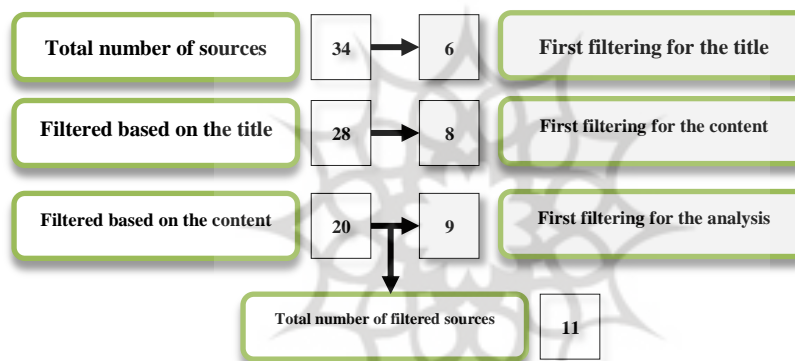 Total number of sources 34 6 First filtering for the title
Filtered based on the title 28 8 First filtering for the content
Filtered based on the content 20 9 First filtering for the analysis
Total number of filtered sources 11